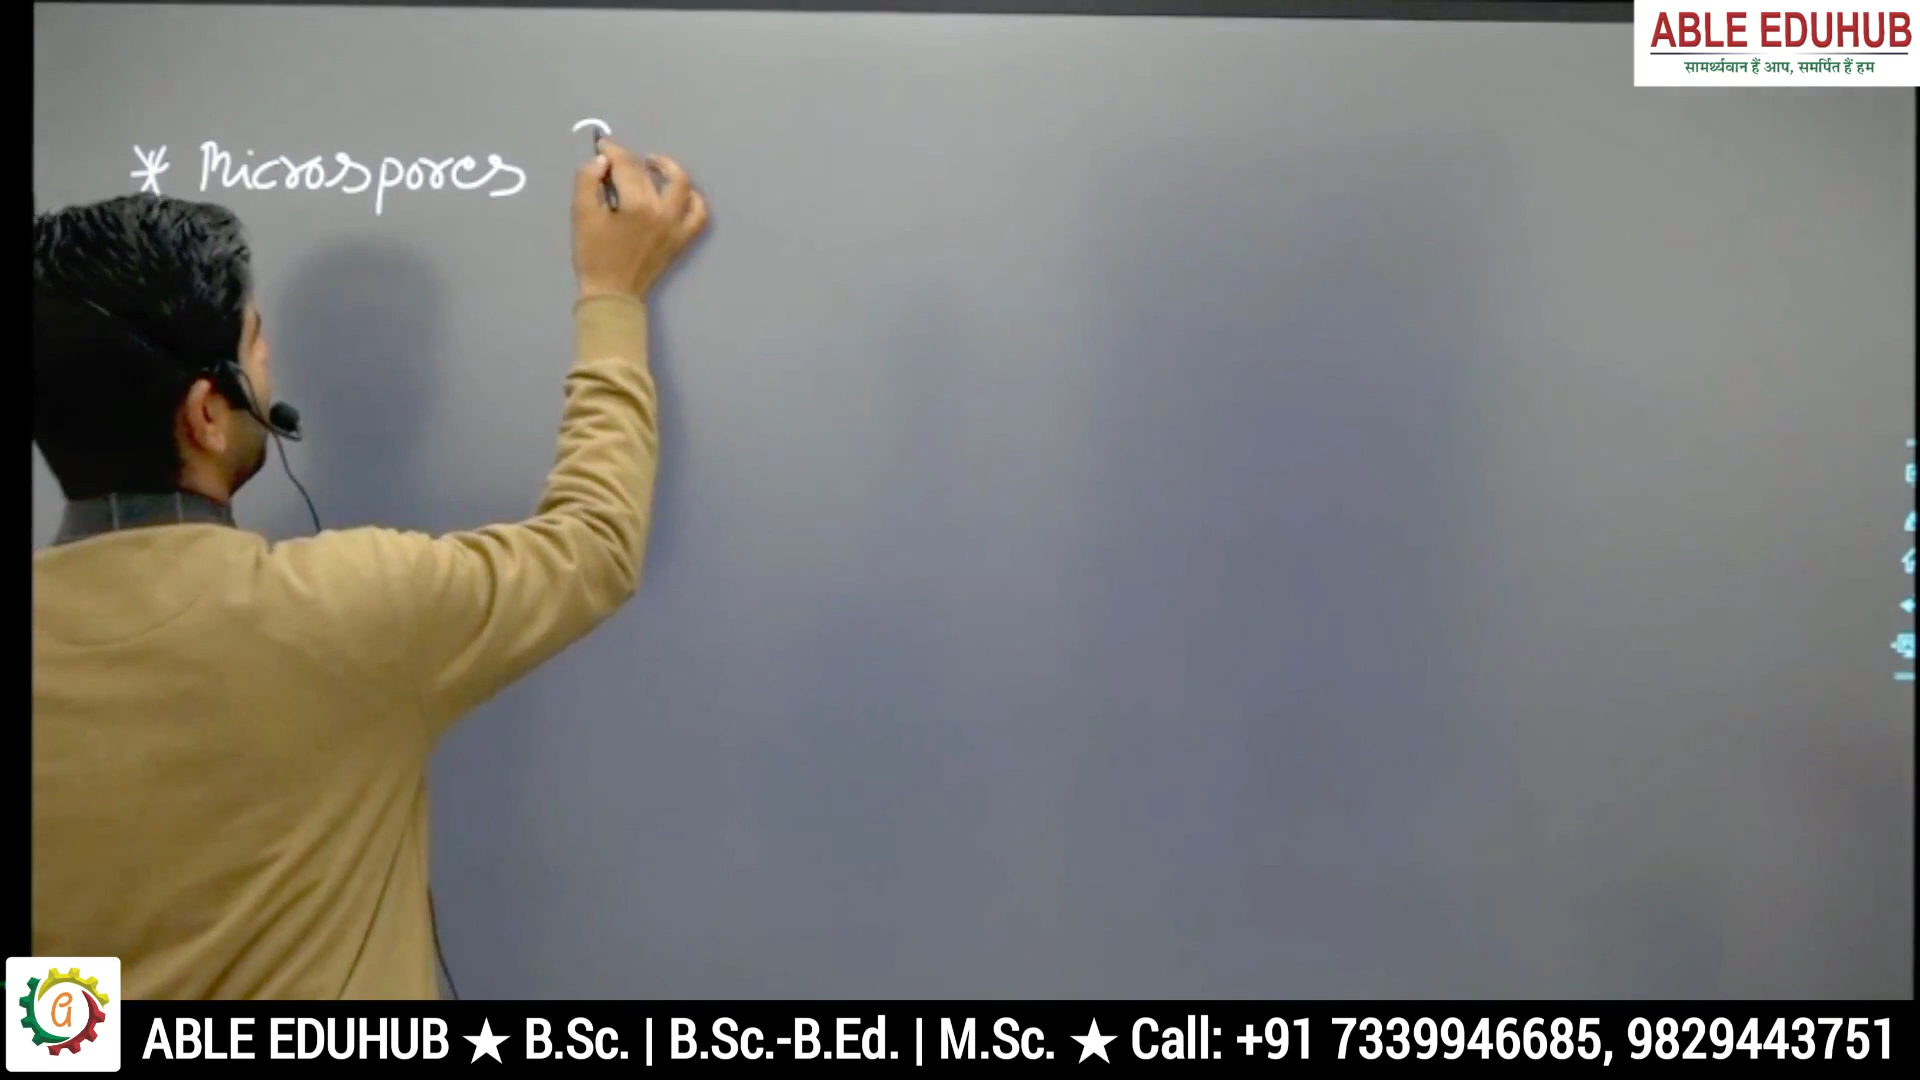 ABLE EDUHUB
सामर्थ्यवान हैं आप, समर्पित हैं हम
* Microspores
ABLE EDUHUB ★ B.Sc. | B.Sc.-B.Ed. | M.Sc. ★ Call: +91 7339946685, 9829443751